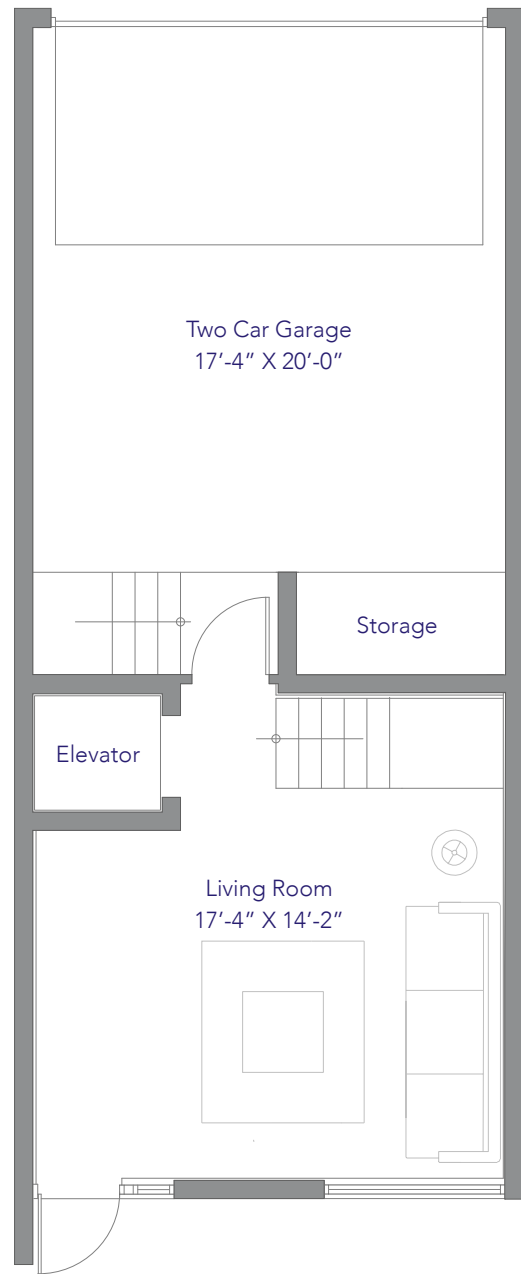 Two Car Garage
17’-4” X 20’-0”
Storage
Elevator
Living Room
17’-4” X 14’-2”